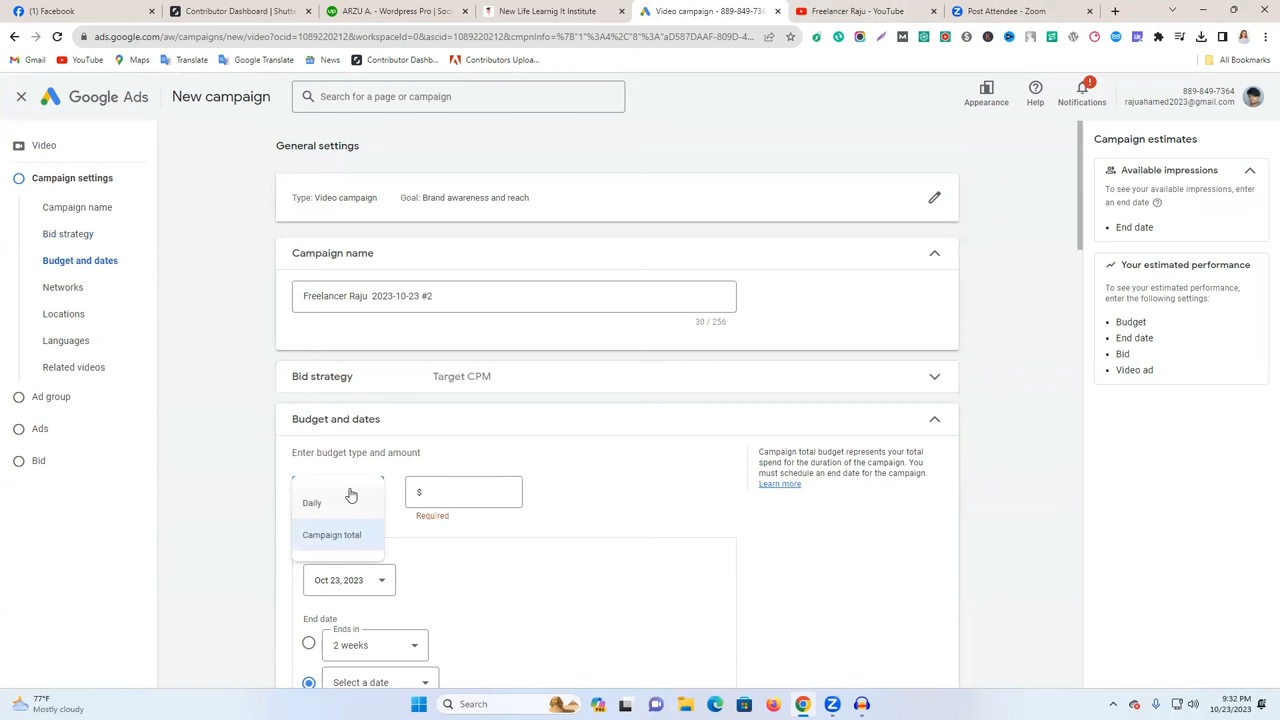 Facebook
Contributor Dashboard | Shutte
ARZU A. - Wordpress Pro | Soci
New Life Learnig It Institute
Video campaign - 889-849-736
Freelancer Raju - YouTube
Post Attendee - Zoom
ads.google.com/aw/campaigns/new/video?ocid=1089220212&workspaceId=0&ascid=1089220212&cmpnInfo=%7B"1"%3A4%2C"8"%3A"aD587DAAF-809D-4...
Gmail
YouTube
Maps
Translate
Google Translate
News
Contributor Dashb...
Contributors Uploa...
All Bookmarks
Google Ads
New campaign
Search for a page or campaign
Appearance
Help
Notifications
889-849-7364
rajuahamed2023@gmail.com
Video
Campaign settings
Campaign name
Bid strategy
Budget and dates
Networks
Locations
Languages
Related videos
Ad group
Ads
Bid
General settings
Type: Video campaign
Goal: Brand awareness and reach
Campaign name
Freelancer Raju 2023-10-23 #2
30 / 256
Bid strategy
Target CPM
Budget and dates
Enter budget type and amount
Daily
Campaign total
$
Required
Campaign total budget represents your total
spend for the duration of the campaign. You
must schedule an end date for the campaign.
Learn more
Oct 23, 2023
End date
Ends in
2 weeks
Select a date
Campaign estimates
Available impressions
To see your available impressions, enter
an end date
• End date
Your estimated performance
To see your estimated performance,
enter the following settings:
• Budget
• End date
• Bid
• Video ad
77°F
Mostly cloudy
Search
9:32 PM
10/23/2023